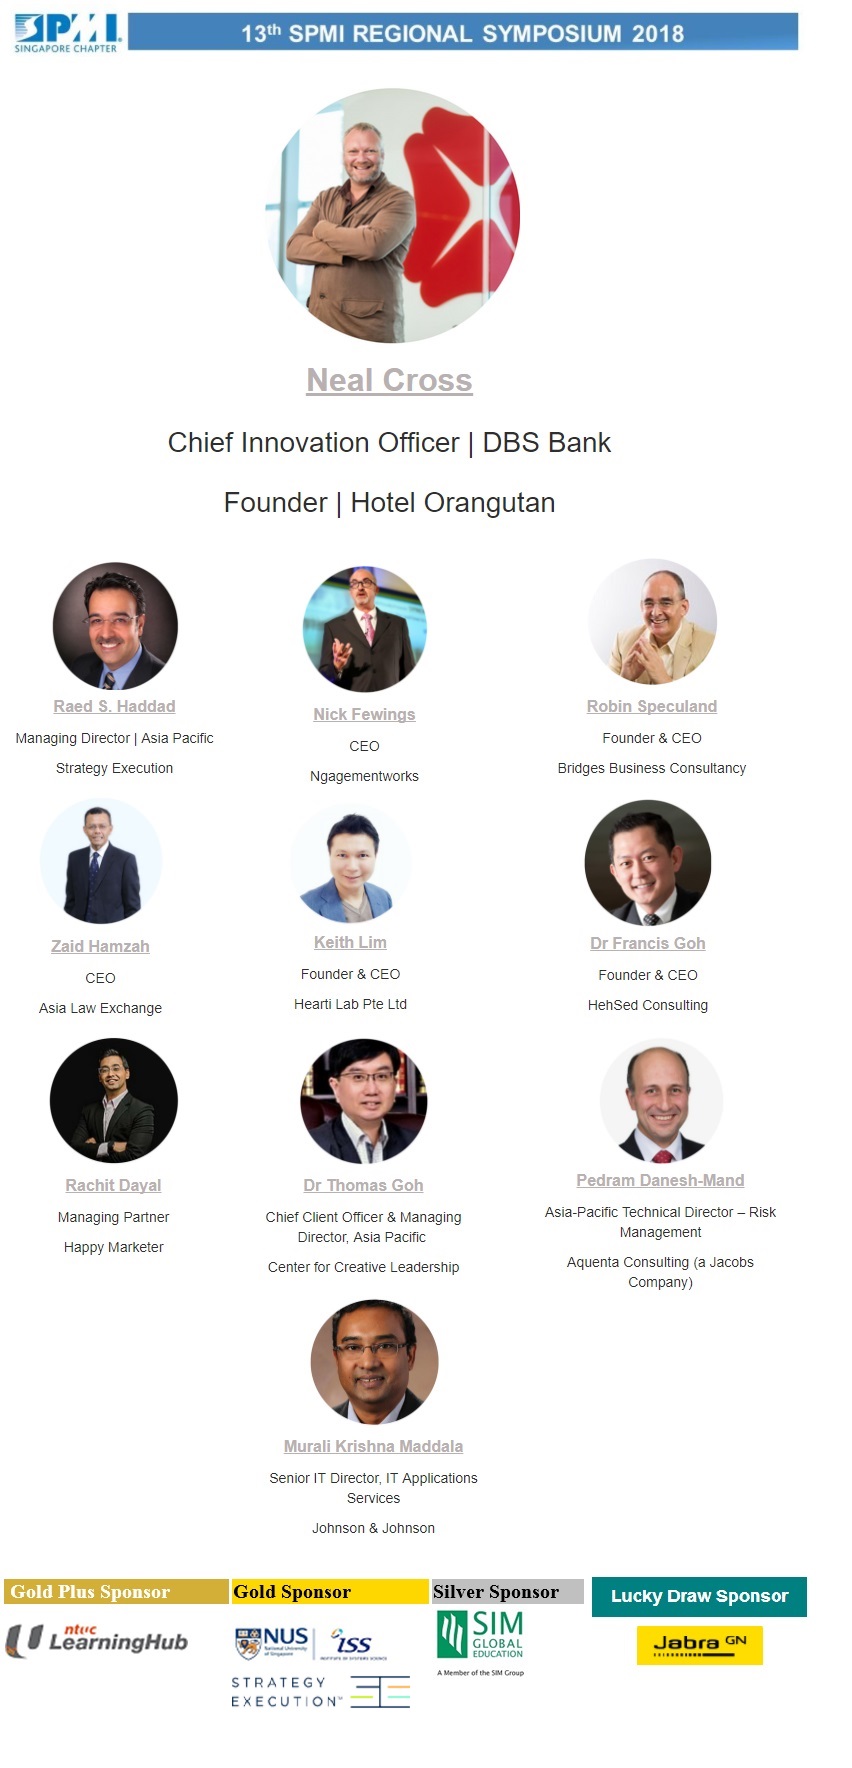 SPMI®
SINGAPORE CHAPTER
13th SPMI REGIONAL SYMPOSIUM 2018
Neal Cross
Chief Innovation Officer | DBS Bank
Founder | Hotel Orangutan
Raed S. Haddad
Managing Director | Asia Pacific
Strategy Execution
Nick Fewings
CEO
Ngagementworks
Robin Speculand
Founder & CEO
Bridges Business Consultancy
Zaid Hamzah
CEO
Asia Law Exchange
Keith Lim
Founder & CEO
Hearti Lab Pte Ltd
Dr Francis Goh
Founder & CEO
HehSed Consulting
Rachit Dayal
Managing Partner
Happy Marketer
Dr Thomas Goh
Chief Client Officer & Managing
Director, Asia Pacific
Center for Creative Leadership
Pedram Danesh-Mand
Asia-Pacific Technical Director – Risk
Management
Aquenta Consulting (a Jacobs
Company)
Murali Krishna Maddala
Senior IT Director, IT Applications
Services
Johnson & Johnson
Gold Plus Sponsor
ntuc
LearningHub
Gold Sponsor
NUS
National University
of Singapore
iss
INSTITUTE OF SYSTEMS SCIENCE
STRATEGY
EXECUTION™
Silver Sponsor
SIM
GLOBAL
EDUCATION
A Member of the SIM Group
Lucky Draw Sponsor
Jabra GN